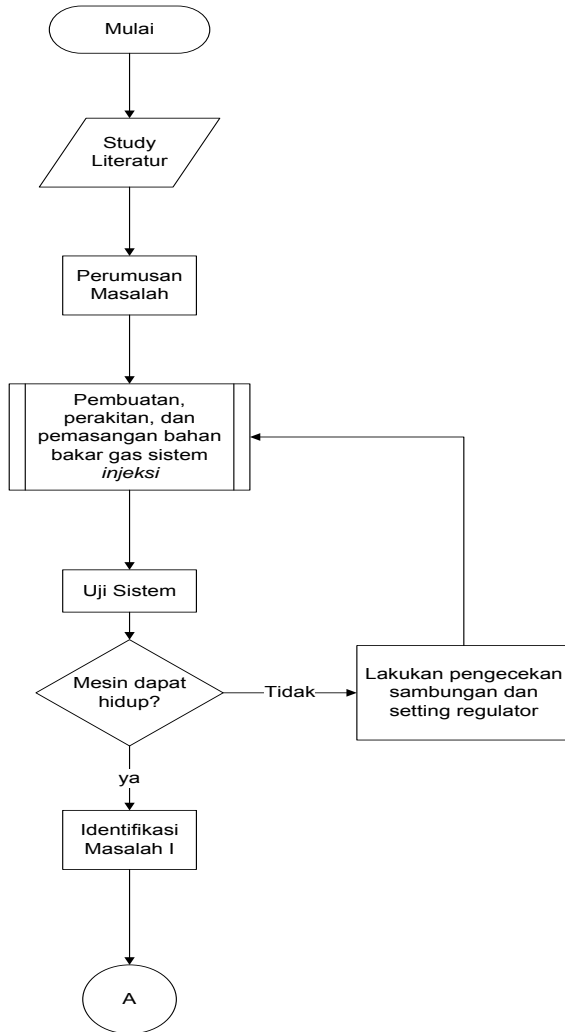 Mulai
Study
Literatur
Perumusan
Masalah
Pembuatan,
perakitan, dan
pemasangan bahan
bakar gas sistem
injeksi
Uji Sistem
Mesin dapat
hidup?
Tidak
Lakukan pengecekan
sambungan dan
setting regulator
ya
Identifikasi
Masalah I
A